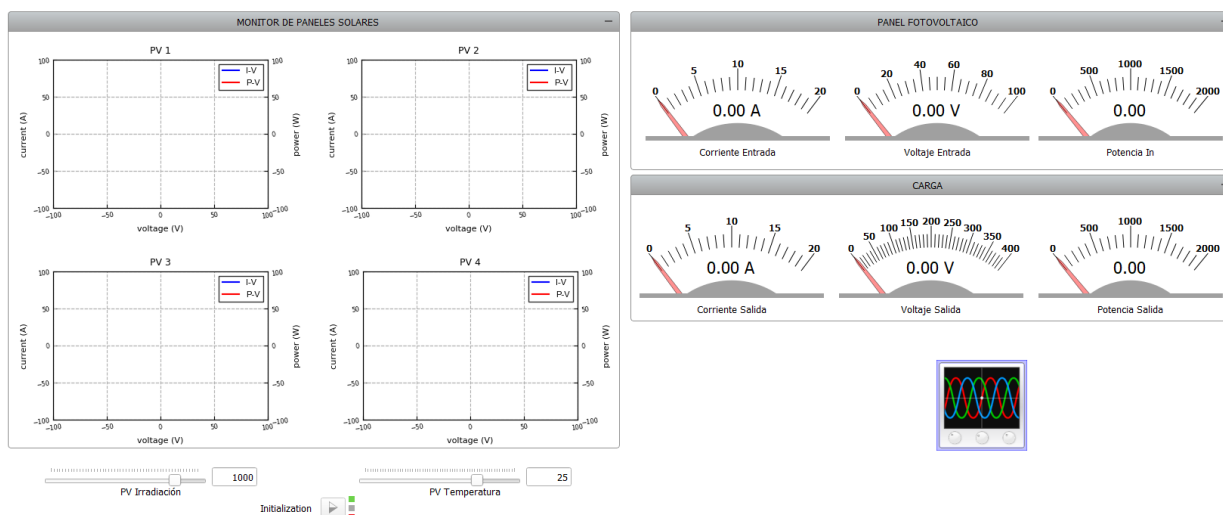 MONITOR DE PANELES SOLARES
PV 1
I-V
P-V
100
50
0
−50
−100
current (A)
100
50
0
−50
−100
power (W)
−100 −50 0 50 100
voltage (V)
PV 2
I-V
P-V
100
50
0
−50
−100
current (A)
100
50
0
−50
−100
power (W)
−100 −50 0 50 100
voltage (V)
PV 3
I-V
P-V
100
50
0
−50
−100
current (A)
100
50
0
−50
−100
power (W)
−100 −50 0 50 100
voltage (V)
PV 4
I-V
P-V
100
50
0
−50
−100
current (A)
100
50
0
−50
−100
power (W)
−100 −50 0 50 100
voltage (V)
1000
PV Irradiación
25
PV Temperatura
Initialization
PANEL FOTOVOLTAICO
0 5 10 15 20
0.00 A
Corriente Entrada
0 20 40 60 80 100
0.00 V
Voltaje Entrada
0 500 1000 1500 2000
0.00
Potencia In
CARGA
0 5 10 15 20
0.00 A
Corriente Salida
0 50 100 150 200 250 300 350 400
0.00 V
Voltaje Salida
0 500 1000 1500 2000
0.00
Potencia Salida